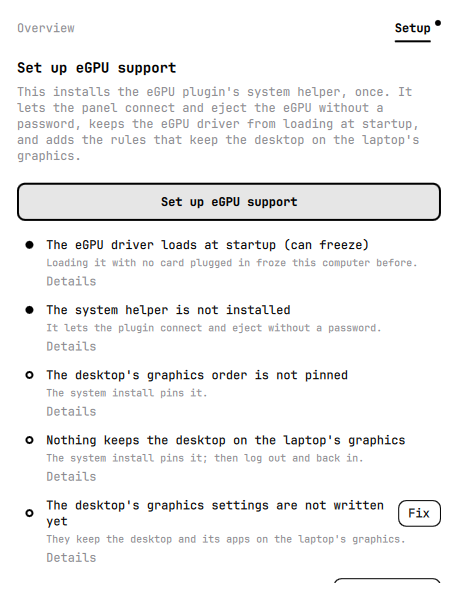 Overview
Setup
Set up eGPU support
This installs the eGPU plugin's system helper, once. It
lets the panel connect and eject the eGPU without a
password, keeps the eGPU driver from loading at startup,
and adds the rules that keep the desktop on the laptop's
graphics.
Set up eGPU support
The eGPU driver loads at startup (can freeze)
Loading it with no card plugged in froze this computer before.
Details
The system helper is not installed
It lets the plugin connect and eject without a password.
Details
The desktop's graphics order is not pinned
The system install pins it.
Details
Nothing keeps the desktop on the laptop's graphics
The system install pins it; then log out and back in.
Details
The desktop's graphics settings are not written
yet
Fix
They keep the desktop and its apps on the laptop's graphics.
Details